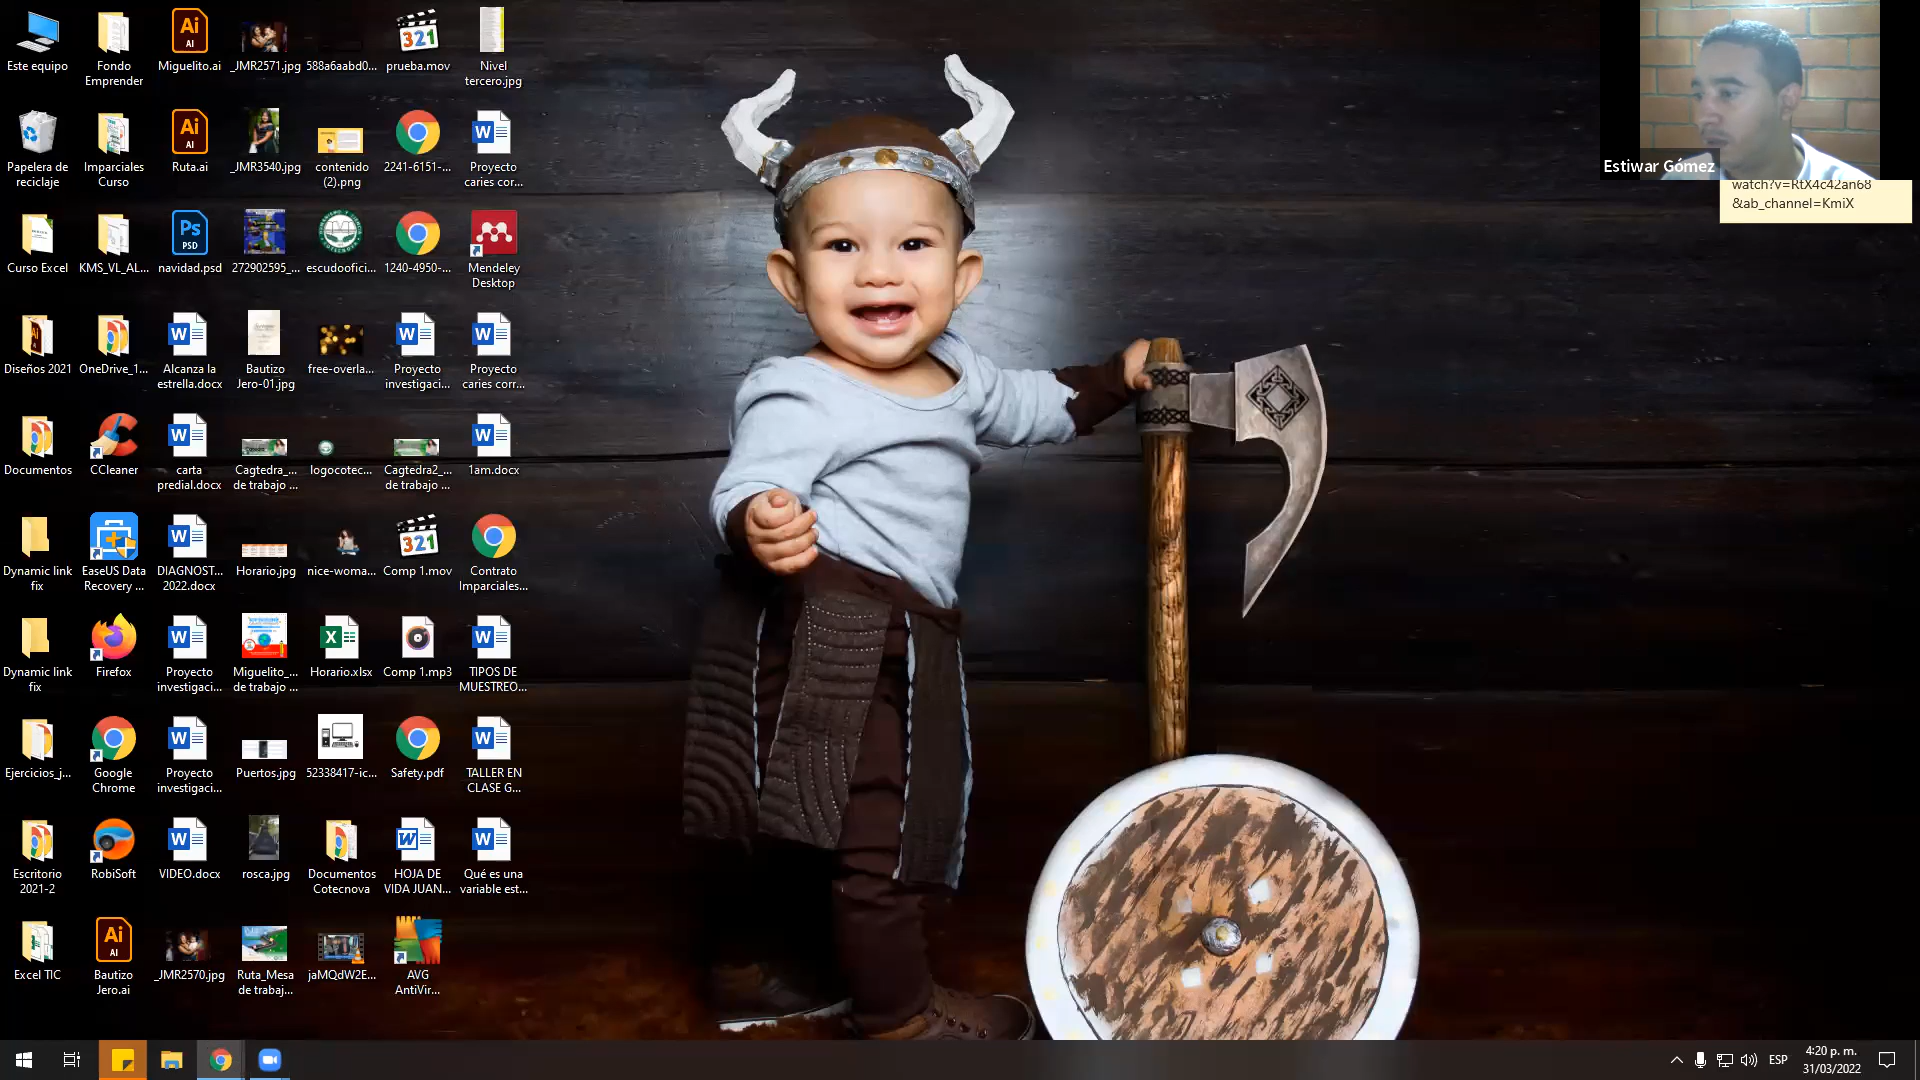 Este equipo
Fondo
Emprender
Miguelito.ai
_JMR2571.jpg
588a6aabd0...
prueba.mov
Nivel
tercero.jpg
Papelera de
reciclaje
Imparciales
Curso
Ruta.ai
_JMR3540.jpg
contenido
(2).png
2241-6151-...
Proyecto
caries cor...
Curso Excel
KMS_VL_AL...
navidad.psd
272902595_...
escudoofici...
1240-4950-...
Mendeley
Desktop
Diseños 2021
OneDrive_1...
Alcanza la
estrella.docx
Bautizo
Jero-01.jpg
free-overla...
Proyecto
investigaci...
Proyecto
caries corr...
Documentos
CCleaner
carta
predial.docx
Cagtedra_...
de trabajo ...
logocotec...
Cagtedra2_...
de trabajo ...
1am.docx
Dynamic link
fix
EaseUS Data
Recovery ...
DIAGNOST...
2022.docx
Horario.jpg
nice-woma...
Comp 1.mov
Contrato
Imparciales...
Dynamic link
fix
Firefox
Proyecto
investigaci...
Miguelito_...
de trabajo ...
Horario.xlsx
Comp 1.mp3
TIPOS DE
MUESTREO...
Ejercicios_j...
Google
Chrome
Proyecto
investigaci...
Puertos.jpg
52338417-ic...
Safety.pdf
TALLER EN
CLASE G...
Escritorio
2021-2
RobiSoft
VIDEO.docx
rosca.jpg
Documentos
Cotecnova
HOJA DE
VIDA JUAN...
Qué es una
variable est...
Excel TIC
Bautizo
Jero.ai
_JMR2570.jpg
Ruta_Mesa
de trabaj...
jaMQdW2E...
AVG
AntiVir...
Estiwar Gómez
watch?v=RtX4c42an68
&ab_channel=KmiX
ESP
4:20 p. m.
31/03/2022